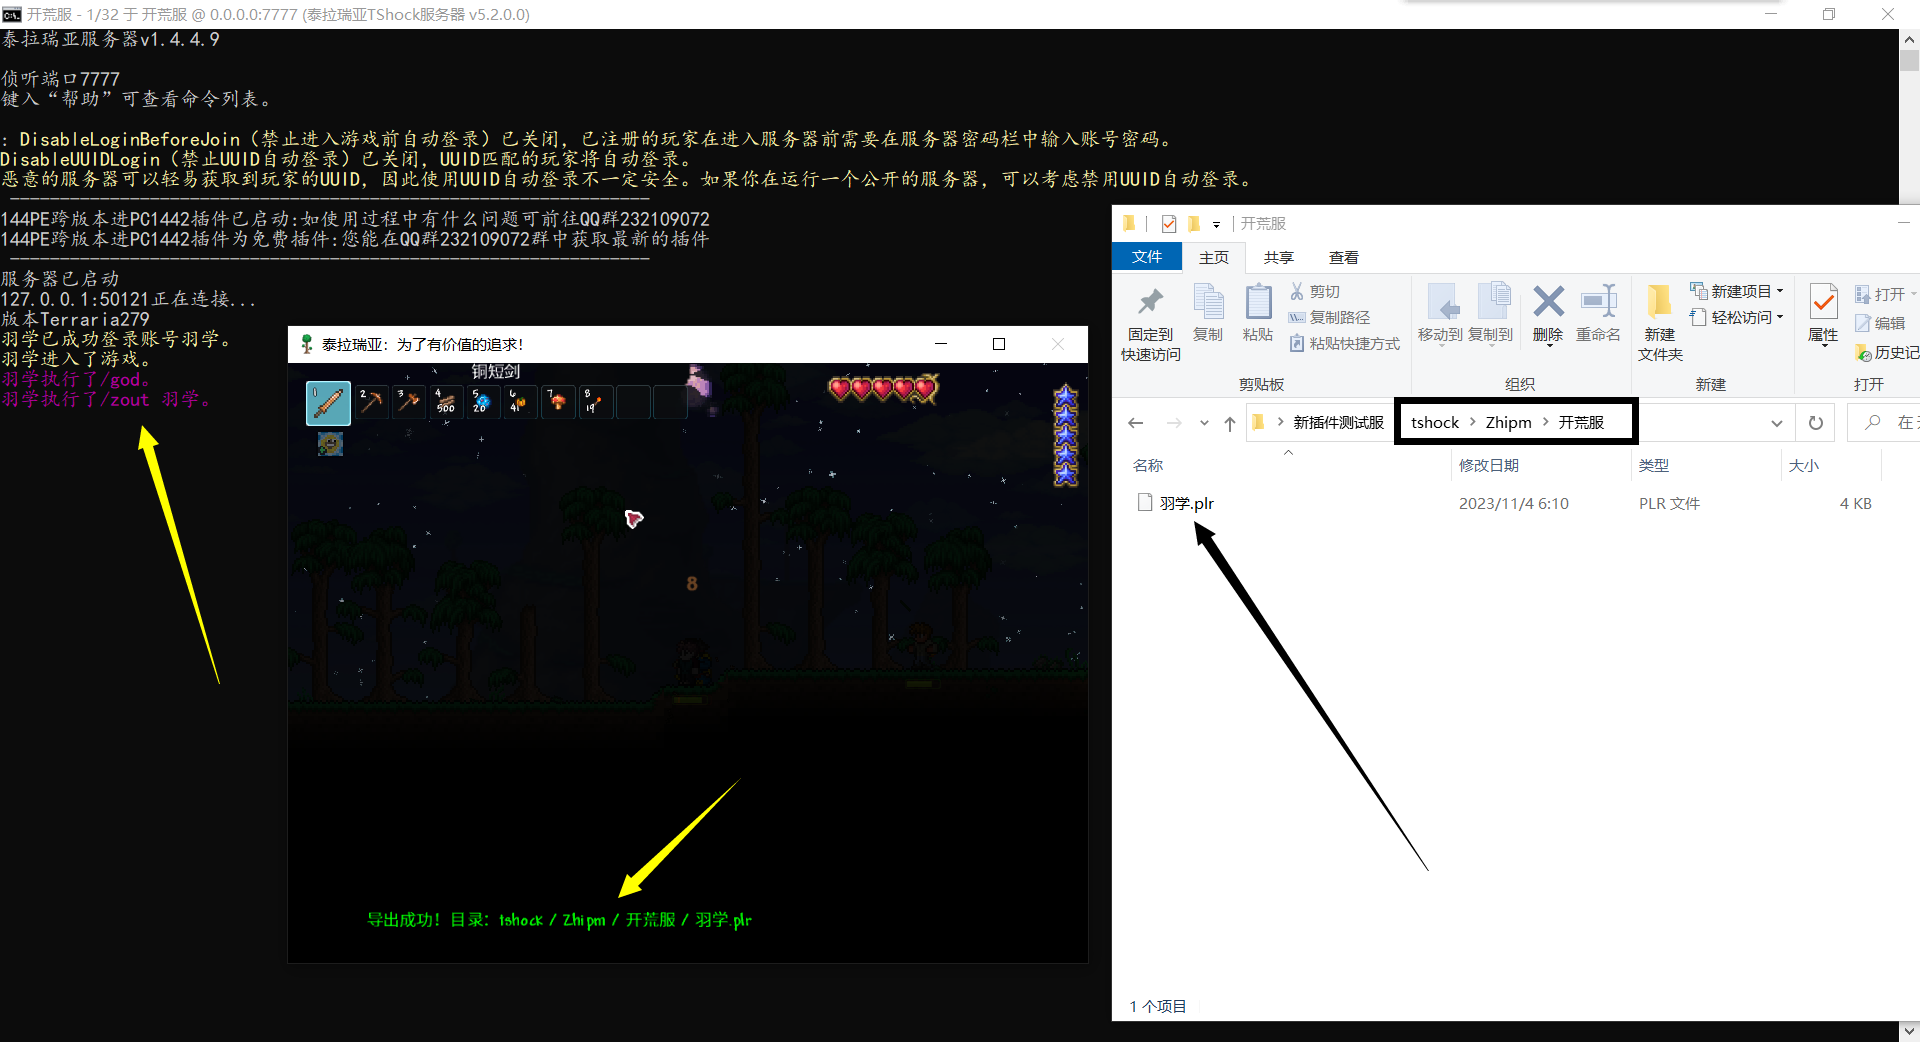 开荒服 - 1/32 于 开荒服 @ 0.0.0.0:7777 (泰拉瑞亚TShock服务器 v5.2.0.0)
泰拉瑞亚服务器v1.4.4.9
侦听端口7777
键入“帮助”可查看命令列表。
: DisableLoginBeforeJoin（禁止进入游戏前自动登录）已关闭，已注册的玩家在进入服务器前需要在服务器密码栏中输入账号密码。
DisableUUIDLogin（禁止UUID自动登录）已关闭，UUID匹配的玩家将自动登录。
恶意的服务器可以轻易获取到玩家的UUID，因此使用UUID自动登录不一定安全。如果你在运行一个公开的服务器，可以考虑禁用UUID自动登录。
----------------------------------------------------------------
144PE跨版本进PC1442插件已启动:如使用过程中有什么问题可前往QQ群232109072
144PE跨版本进PC1442插件为免费插件:您能在QQ群232109072群中获取最新的插件
----------------------------------------------------------------
服务器已启动
127.0.0.1:50121正在连接...
版本Terraria279
羽学已成功登录账号羽学。
羽学进入了游戏。
羽学执行了/god。
羽学执行了/zout 羽学。
泰拉瑞亚：为了有价值的追求！
铜短剑
1 2 3 4 5 6 7 8
500 20 41 19
8
导出成功！目录：tshock / Zhipm / 开荒服 / 羽学.plr
开荒服
文件 主页 共享 查看
固定到快速访问
复制
粘贴
剪切
复制路径
粘贴快捷方式
剪贴板
移动到 复制到 删除 重命名
组织
新建文件夹
新建项目
轻松访问
新建
属性
打开
编辑
历史记
打开
新插件测试服 tshock Zhipm 开荒服
在
名称 修改日期 类型 大小
羽学.plr 2023/11/4 6:10 PLR 文件 4 KB
1 个项目